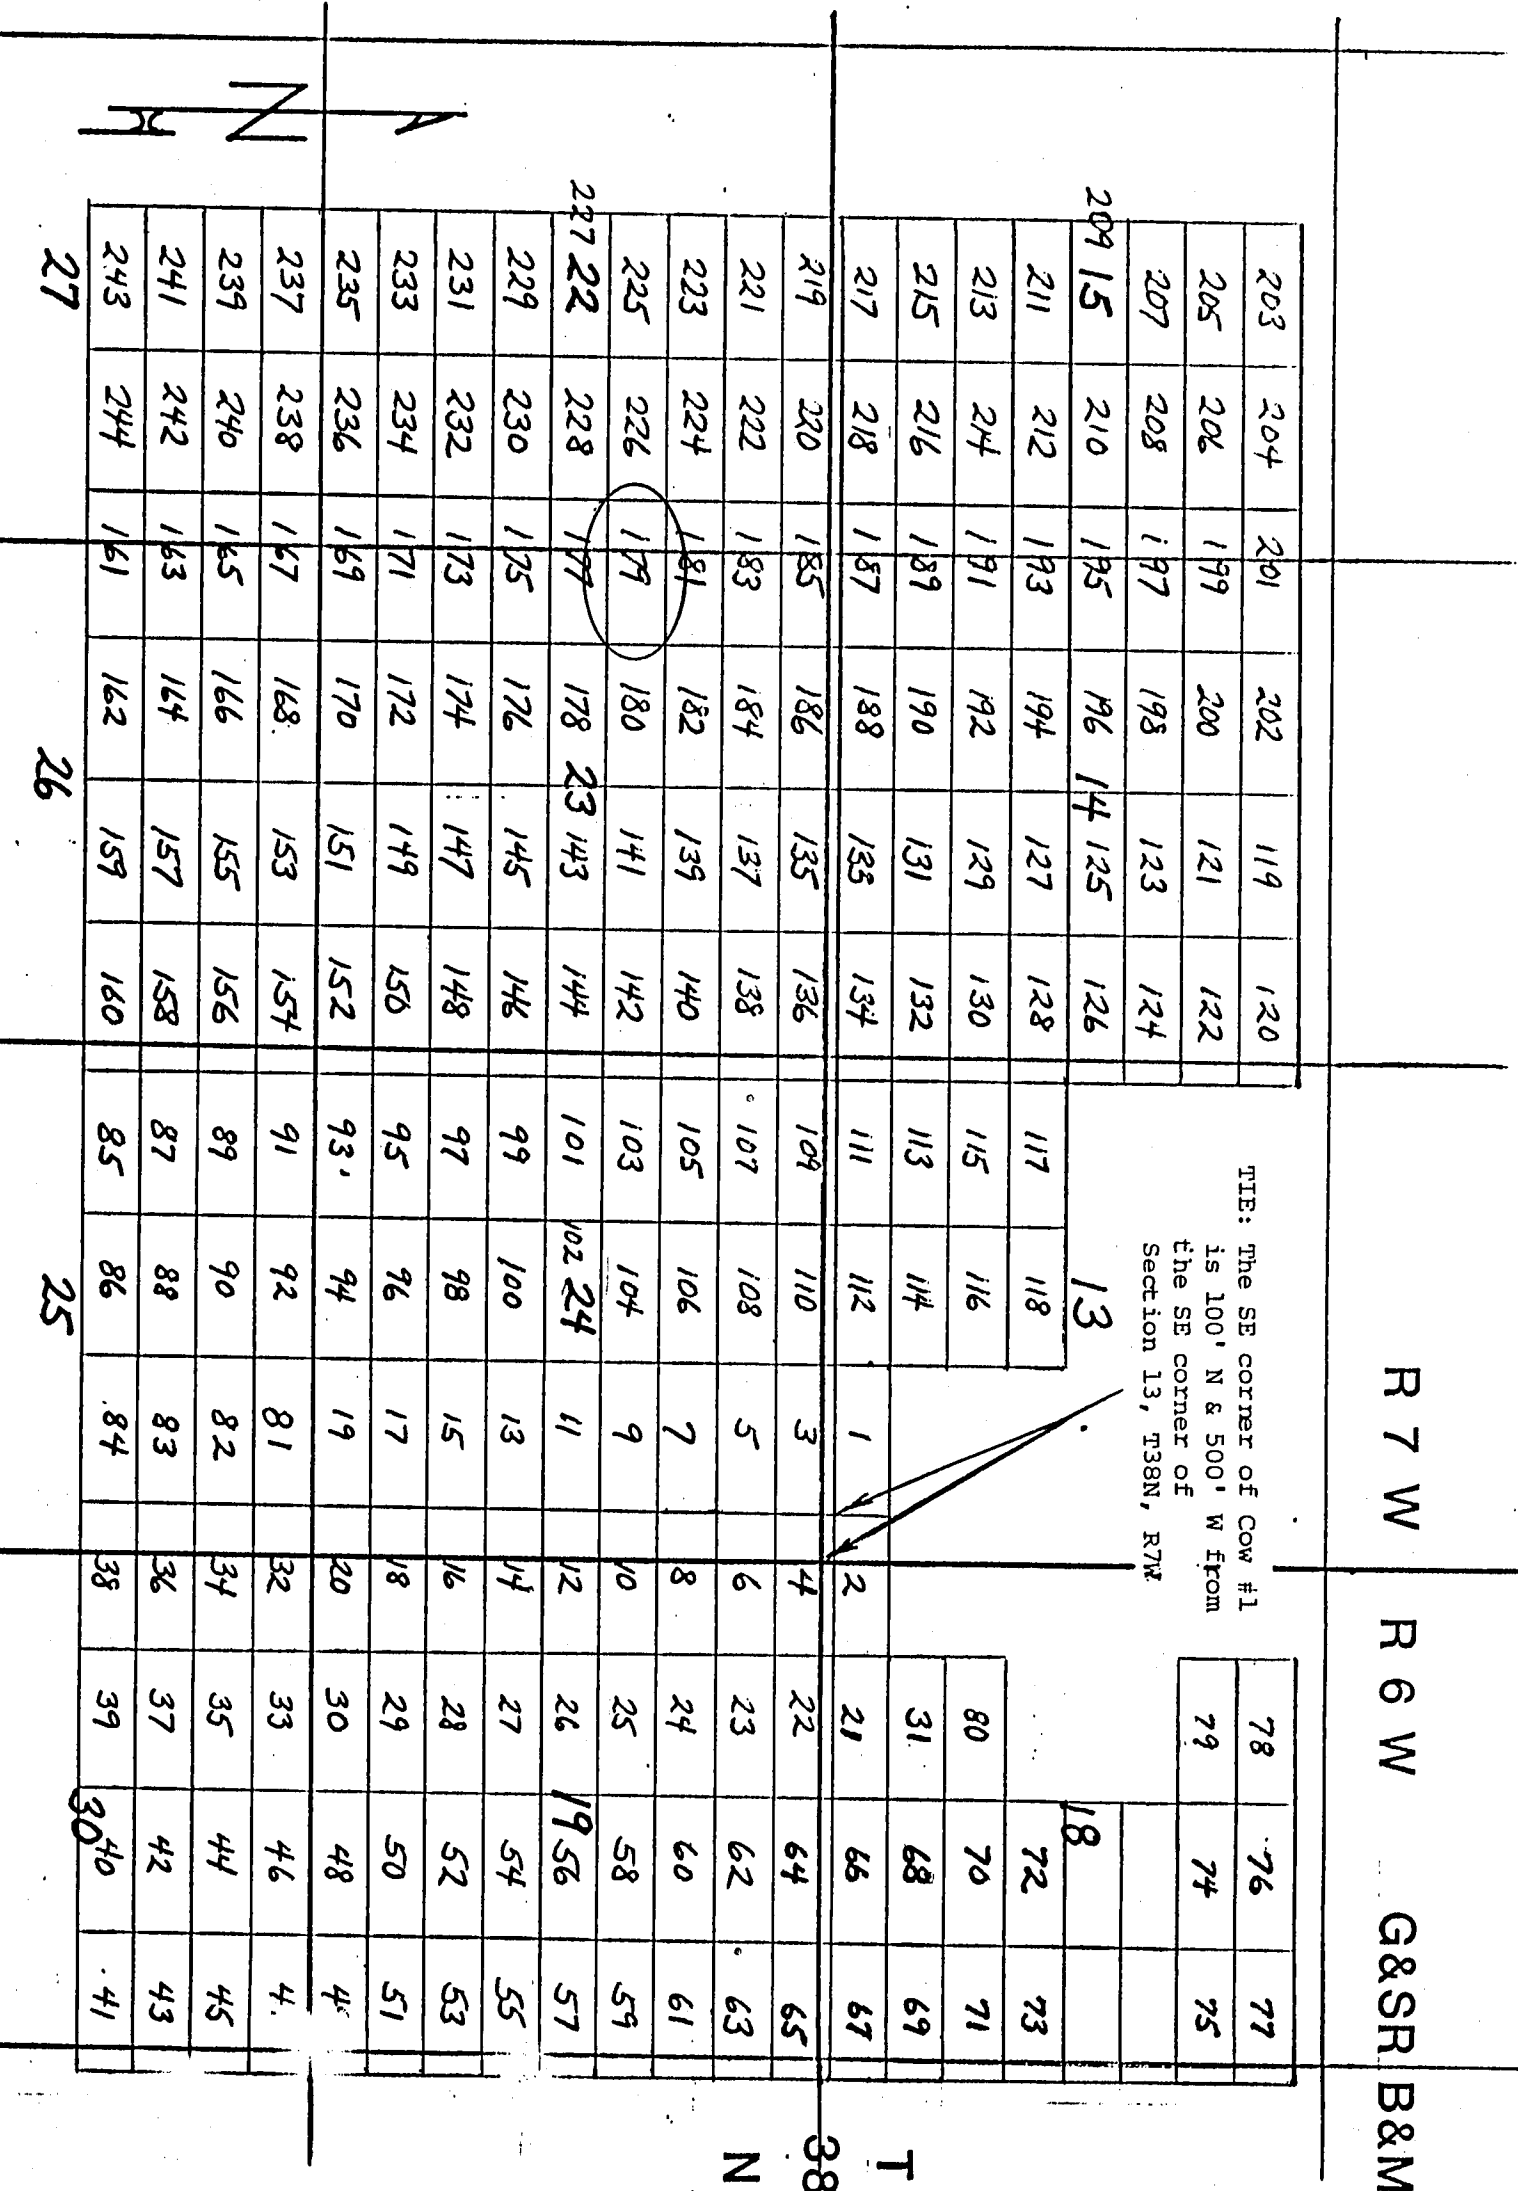 R 7 W R 6 W G&SR B&M
TIE: The SE corner of Cow #1
is 100' N & 500' W from
the SE corner of
Section 13, T38N, R7W
203 204 201 202 119 120 78 76 77
205 206 199 200 121 122 79 74 75
207 208 197 198 123 124
209 15 210 195 196 14 125 126 13 18
211 212 193 194 127 128 117 118 72 73
213 214 191 192 129 130 115 116 80 70 71
215 216 189 190 131 132 113 114 31 68 69
217 218 187 188 133 134 111 112 1 2 21 66 67
T
38
N
219 220 185 186 135 136 109 110 3 4 22 64 65
221 222 183 184 137 138 107 108 5 6 23 62 63
223 224 181 182 139 140 105 106 7 8 24 60 61
225 226 179 180 141 142 103 104 9 10 25 58 59
227 22 228 177 178 23 143 144 101 102 24 11 12 26 19 56 57
229 230 175 176 145 146 99 100 13 14 27 54 55
231 232 173 174 147 148 97 98 15 16 28 52 53
233 234 171 172 149 150 95 96 17 18 29 50 51
235 236 169 170 151 152 93 94 19 20 30 48 4
237 238 167 168 153 154 91 92 81 32 33 46 4
239 240 165 166 155 156 89 90 82 34 35 44 45
241 242 163 164 157 158 87 88 83 36 37 42 43
243 244 161 162 159 160 85 86 84 38 39 40 41
27 26 25 30
N